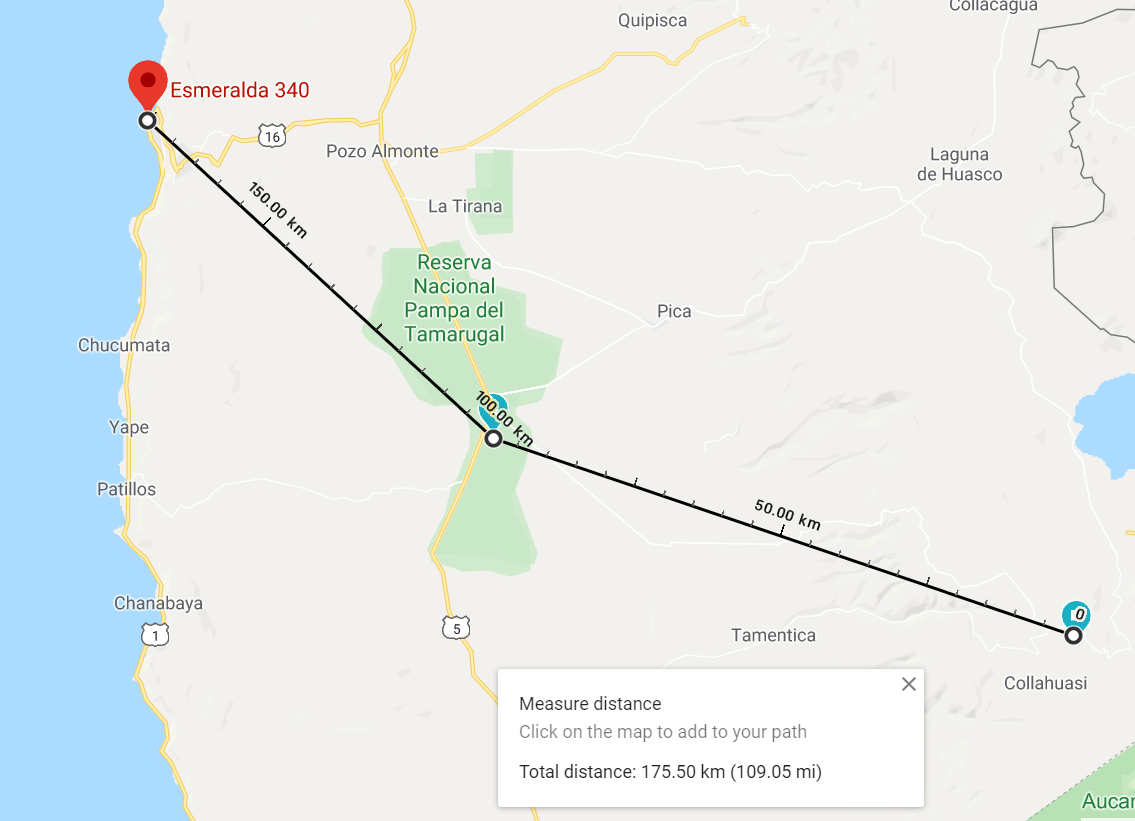 Collacagua
Quipisca
Esmeralda 340
16
Pozo Almonte
Laguna
de Huasco
150.00 km
La Tirana
Reserva
Nacional
Pampa del
Tamarugal
Pica
Chucumata
100.00 km
Yape
Patillos
50.00 km
Chanabaya
0
1
5
Tamentica
Collahuasi
Measure distance
Click on the map to add to your path
Total distance: 175.50 km (109.05 mi)
Aucar